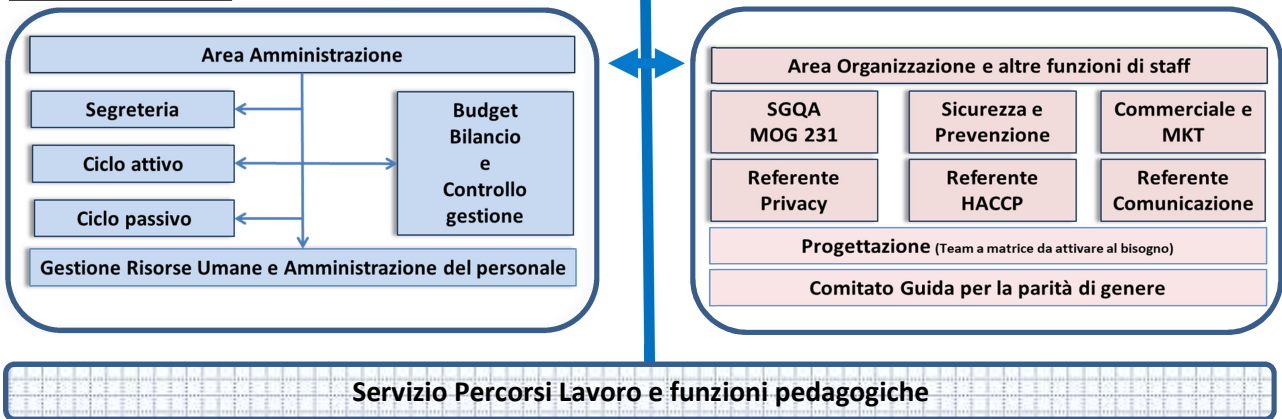 Area Amministrazione
Segreteria
Ciclo attivo
Ciclo passivo
Budget
Bilancio
e
Controllo
gestione
Gestione Risorse Umane e Amministrazione del personale
Area Organizzazione e altre funzioni di staff
SGQA
MOG 231
Sicurezza e
Prevenzione
Commerciale e
MKT
Referente
Privacy
Referente
HACCP
Referente
Comunicazione
Progettazione (Team a matrice da attivare al bisogno)
Comitato Guida per la parità di genere
Servizio Percorsi Lavoro e funzioni pedagogiche